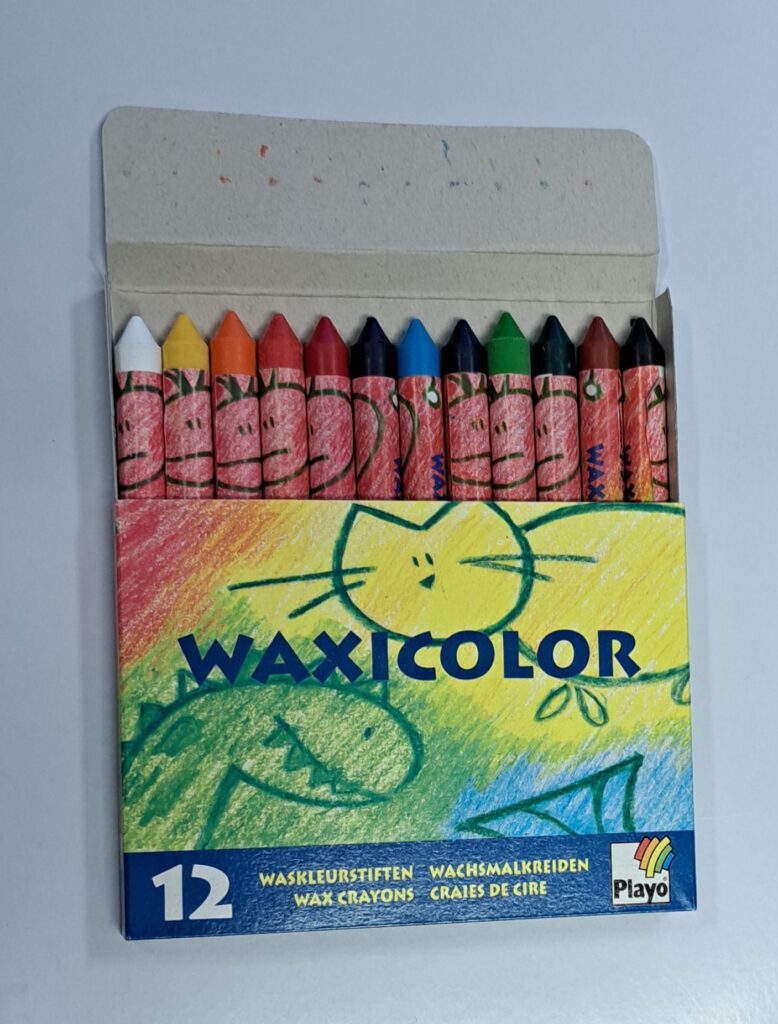 WAXICOLOR
12
WASKLEURSTIFTEN WACHSMALKREIDEN
WAX CRAYONS CRAIES DE CIRE
Playo